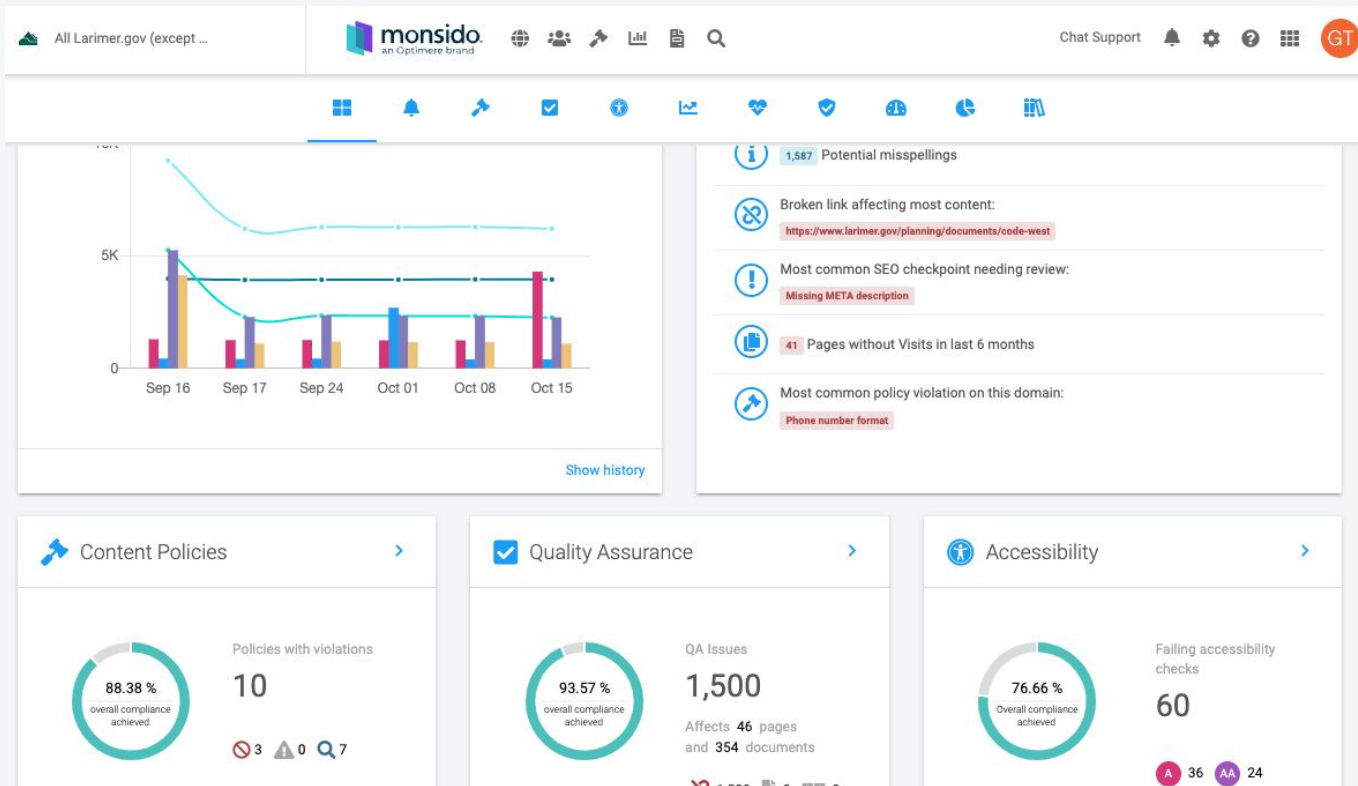 All Larimer.gov (except ...
monsido.
an Optimere brand
Chat Support
GT
5K
0
Sep 16
Sep 17
Sep 24
Oct 01
Oct 08
Oct 15
Show history
1,587 Potential misspellings
Broken link affecting most content:
https://www.larimer.gov/planning/documents/code-west
Most common SEO checkpoint needing review:
Missing META description
41 Pages without Visits in last 6 months
Most common policy violation on this domain:
Phone number format
Content Policies
88.38 %
overall compliance
achieved
Policies with violations
10
3 0 7
Quality Assurance
93.57 %
overall compliance
achieved
QA Issues
1,500
Affects 46 pages
and 354 documents
Accessibility
76.66 %
Overall compliance
achieved
Failing accessibility
checks
60
A 36 AA 24